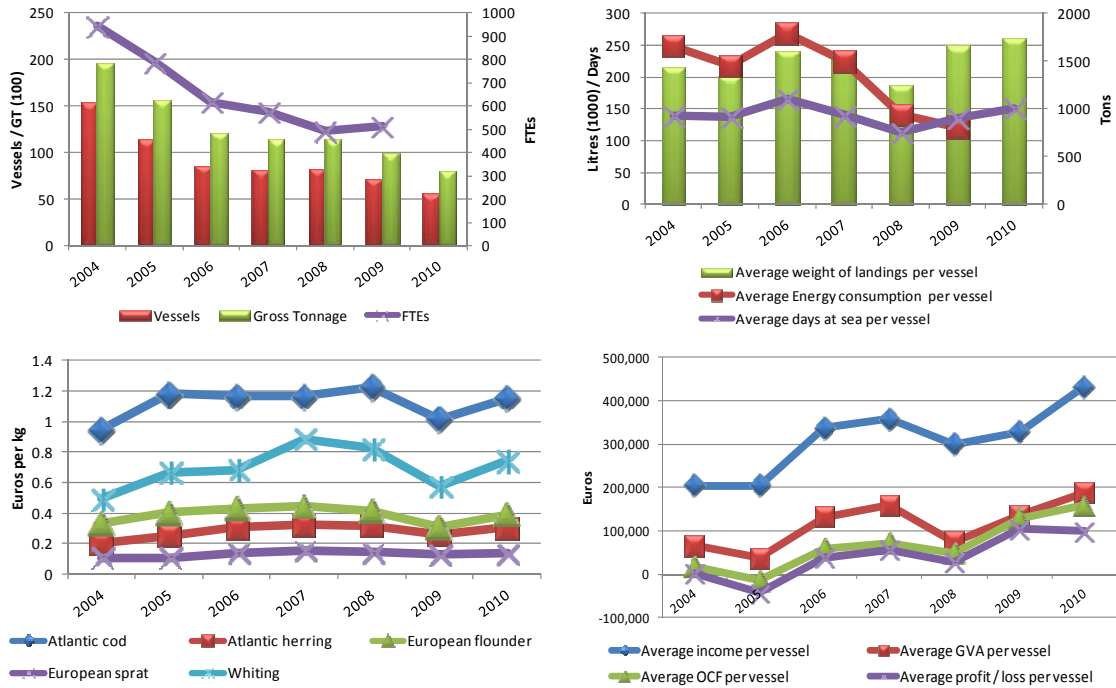 250
200
150
100
50
0
Vessels / GT (100)
1000
900
800
700
600
500
400
300
200
100
0
FTEs
2004 2005 2006 2007 2008 2009 2010
Vessels Gross Tonnage FTEs
300
250
200
150
100
50
0
Litres (1000) / Days
2000
1500
1000
500
0
Tons
2004 2005 2006 2007 2008 2009 2010
Average weight of landings per vessel
Average Energy consumption per vessel
Average days at sea per vessel
1.4
1.2
1
0.8
0.6
0.4
0.2
0
Euros per kg
2004 2005 2006 2007 2008 2009 2010
Atlantic cod Atlantic herring European flounder
European sprat Whiting
500,000
400,000
300,000
200,000
100,000
0
-100,000
Euros
2004 2005 2006 2007 2008 2009 2010
Average income per vessel Average GVA per vessel
Average OCF per vessel Average profit / loss per vessel